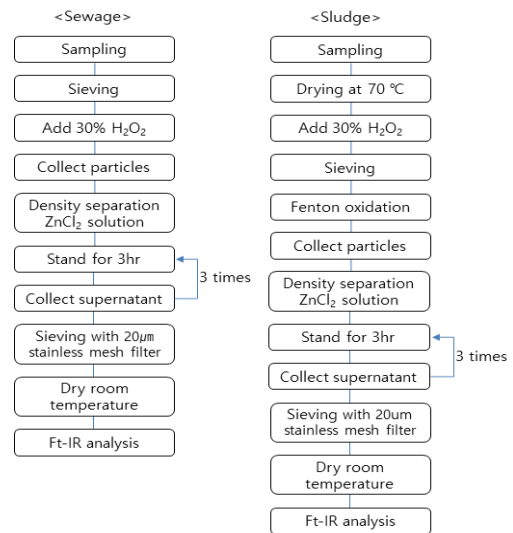 <Sewage>
Sampling
Sieving
Add 30% H₂O₂
Collect particles
Density separation
ZnCl₂ solution
Stand for 3hr
3 times
Collect supernatant
Sieving with 20μm
stainless mesh filter
Dry room
temperature
Ft-IR analysis
<Sludge>
Sampling
Drying at 70 ℃
Add 30% H₂O₂
Sieving
Fenton oxidation
Collect particles
Density separation
ZnCl₂ solution
Stand for 3hr
3 times
Collect supernatant
Sieving with 20um
stainless mesh filter
Dry room
temperature
Ft-IR analysis